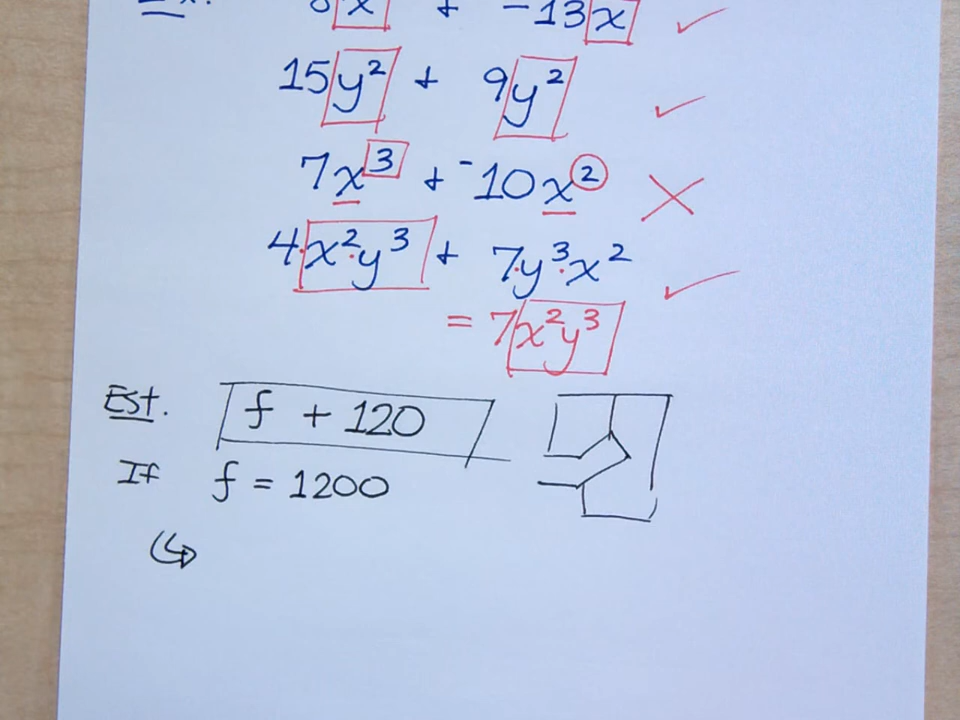 x + ⁻13x ✓
15y² + 9y² ✓
7x³ + ⁻10x² ✗
4·x²·y³ + 7·y³·x² ✓
= 7x²y³
Est. f + 120
If f = 1200
↪